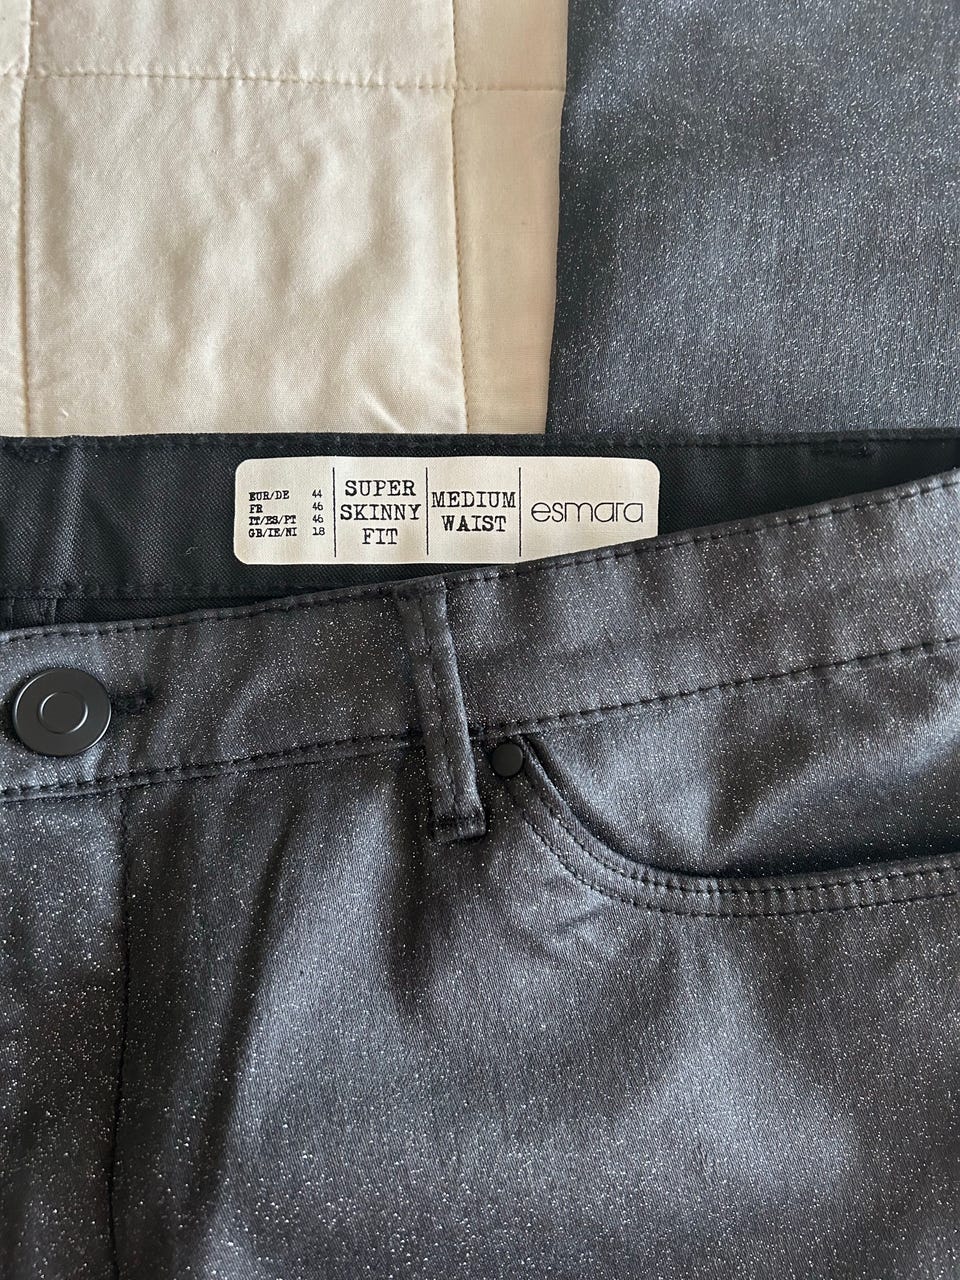 EUR/DE 44
FR 46
IT/ES/PT 46
GB/IE/NI 18
SUPER
SKINNY
FIT
MEDIUM
WAIST
esmara